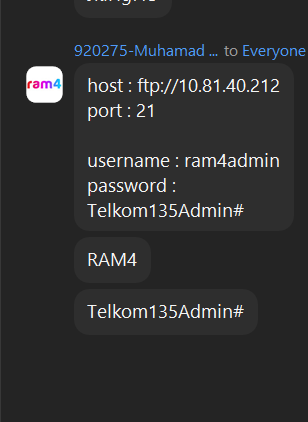 920275-Muhamad ... to Everyone
ram4
host : ftp://10.81.40.212
port : 21
username : ram4admin
password :
Telkom135Admin#
RAM4
Telkom135Admin#